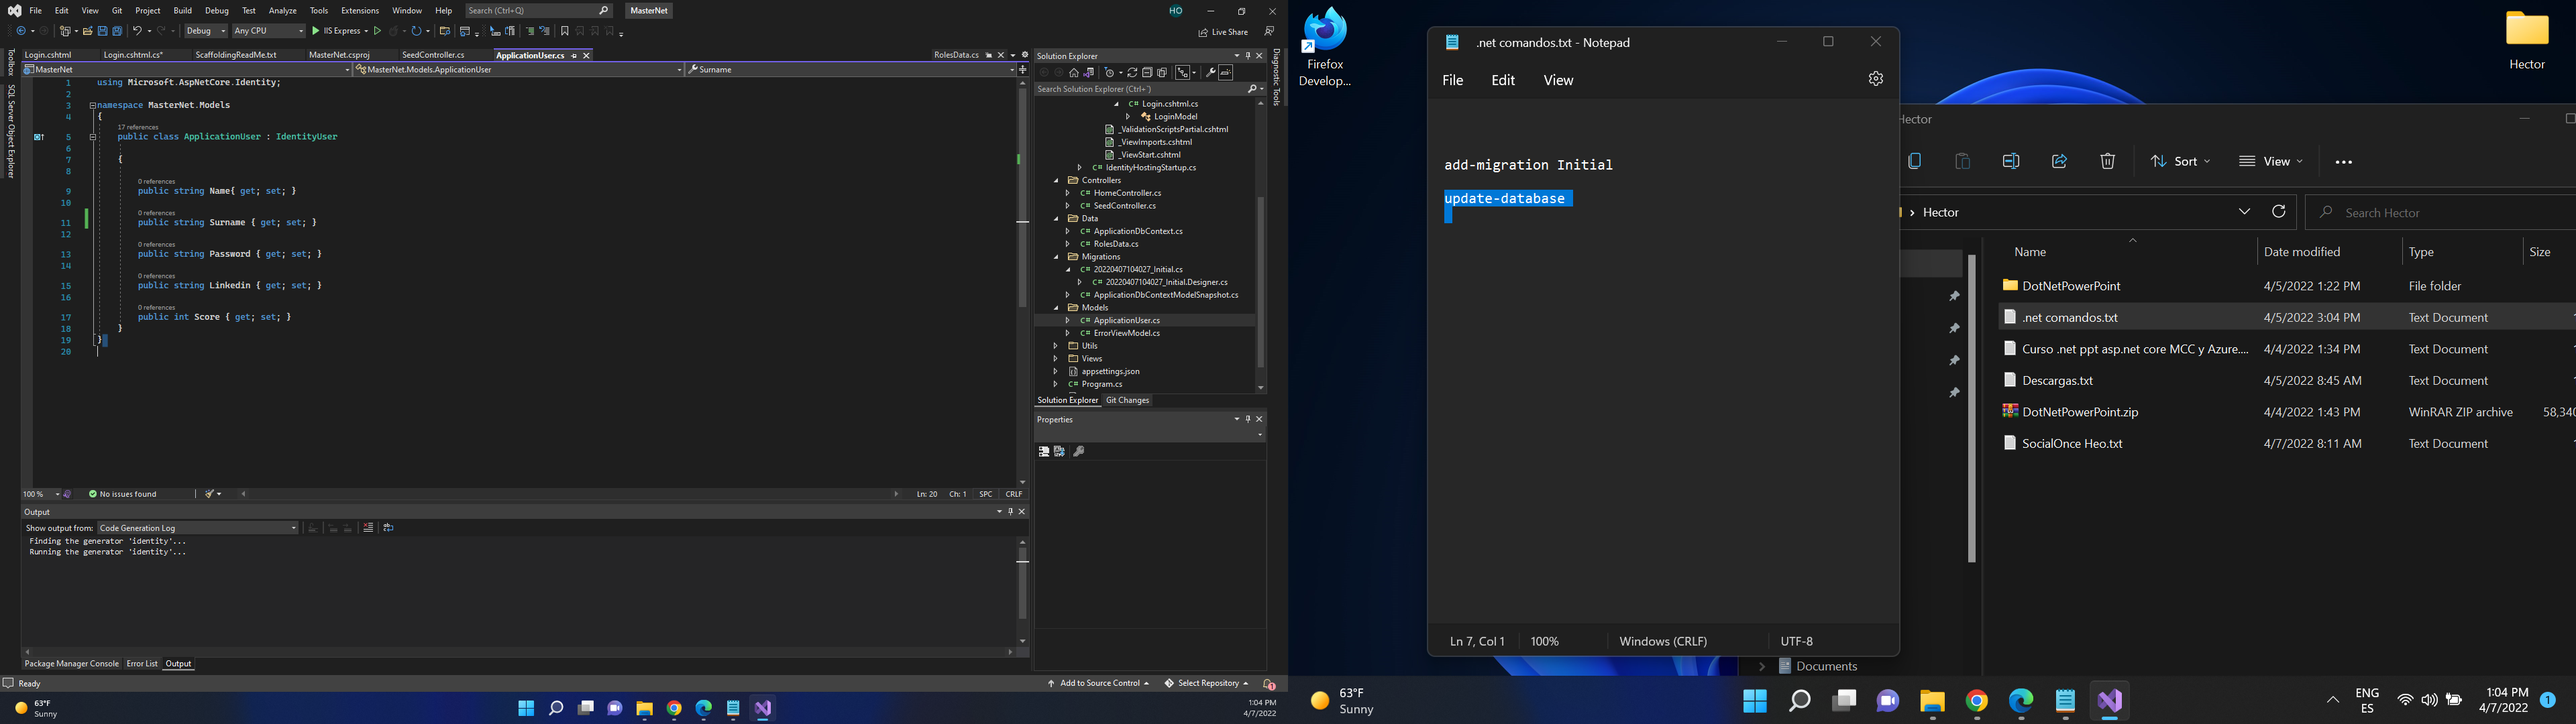 File Edit View Git Project Build Debug Test Analyze Tools Extensions Window Help Search (Ctrl+Q) MasterNet HO
Debug Any CPU IIS Express Live Share
Login.cshtml Login.cshtml.cs* ScaffoldingReadMe.txt MasterNet.csproj SeedController.cs ApplicationUser.cs RolesData.cs
MasterNet MasterNet.Models.ApplicationUser Surname
Toolbox
SQL Server Object Explorer
1 using Microsoft.AspNetCore.Identity;
2
3 namespace MasterNet.Models
4 {
17 references
5 public class ApplicationUser : IdentityUser
6
7 {
8
0 references
9 public string Name{ get; set; }
10
0 references
11 public string Surname { get; set; }
12
0 references
13 public string Password { get; set; }
14
0 references
15 public string Linkedin { get; set; }
16
0 references
17 public int Score { get; set; }
18 }
19 }
20
100 % No issues found Ln: 20 Ch: 1 SPC CRLF
Output
Show output from: Code Generation Log
Finding the generator 'identity'...
Running the generator 'identity'...
Package Manager Console Error List Output
Solution Explorer
Search Solution Explorer (Ctrl+¨)
Login.cshtml.cs
LoginModel
_ValidationScriptsPartial.cshtml
_ViewImports.cshtml
_ViewStart.cshtml
IdentityHostingStartup.cs
Controllers
HomeController.cs
SeedController.cs
Data
ApplicationDbContext.cs
RolesData.cs
Migrations
20220407104027_Initial.cs
20220407104027_Initial.Designer.cs
ApplicationDbContextModelSnapshot.cs
Models
ApplicationUser.cs
ErrorViewModel.cs
Utils
Views
appsettings.json
Program.cs
Solution Explorer Git Changes
Properties
Diagnostic Tools
Ready Add to Source Control Select Repository 1
63°F
Sunny
1:04 PM
4/7/2022
Firefox
Develop...
Hector
.net comandos.txt - Notepad
File Edit View
add-migration Initial
update-database
Ln 7, Col 1 100% Windows (CRLF) UTF-8
Hector
Sort View
Hector Search Hector
Name Date modified Type Size
DotNetPowerPoint 4/5/2022 1:22 PM File folder
.net comandos.txt 4/5/2022 3:04 PM Text Document
Curso .net ppt asp.net core MCC y Azure.... 4/4/2022 1:34 PM Text Document
Descargas.txt 4/5/2022 8:45 AM Text Document
DotNetPowerPoint.zip 4/4/2022 1:43 PM WinRAR ZIP archive 58,340
SocialOnce Heo.txt 4/7/2022 8:11 AM Text Document
Documents
63°F
Sunny
ENG
ES
1:04 PM
4/7/2022
1